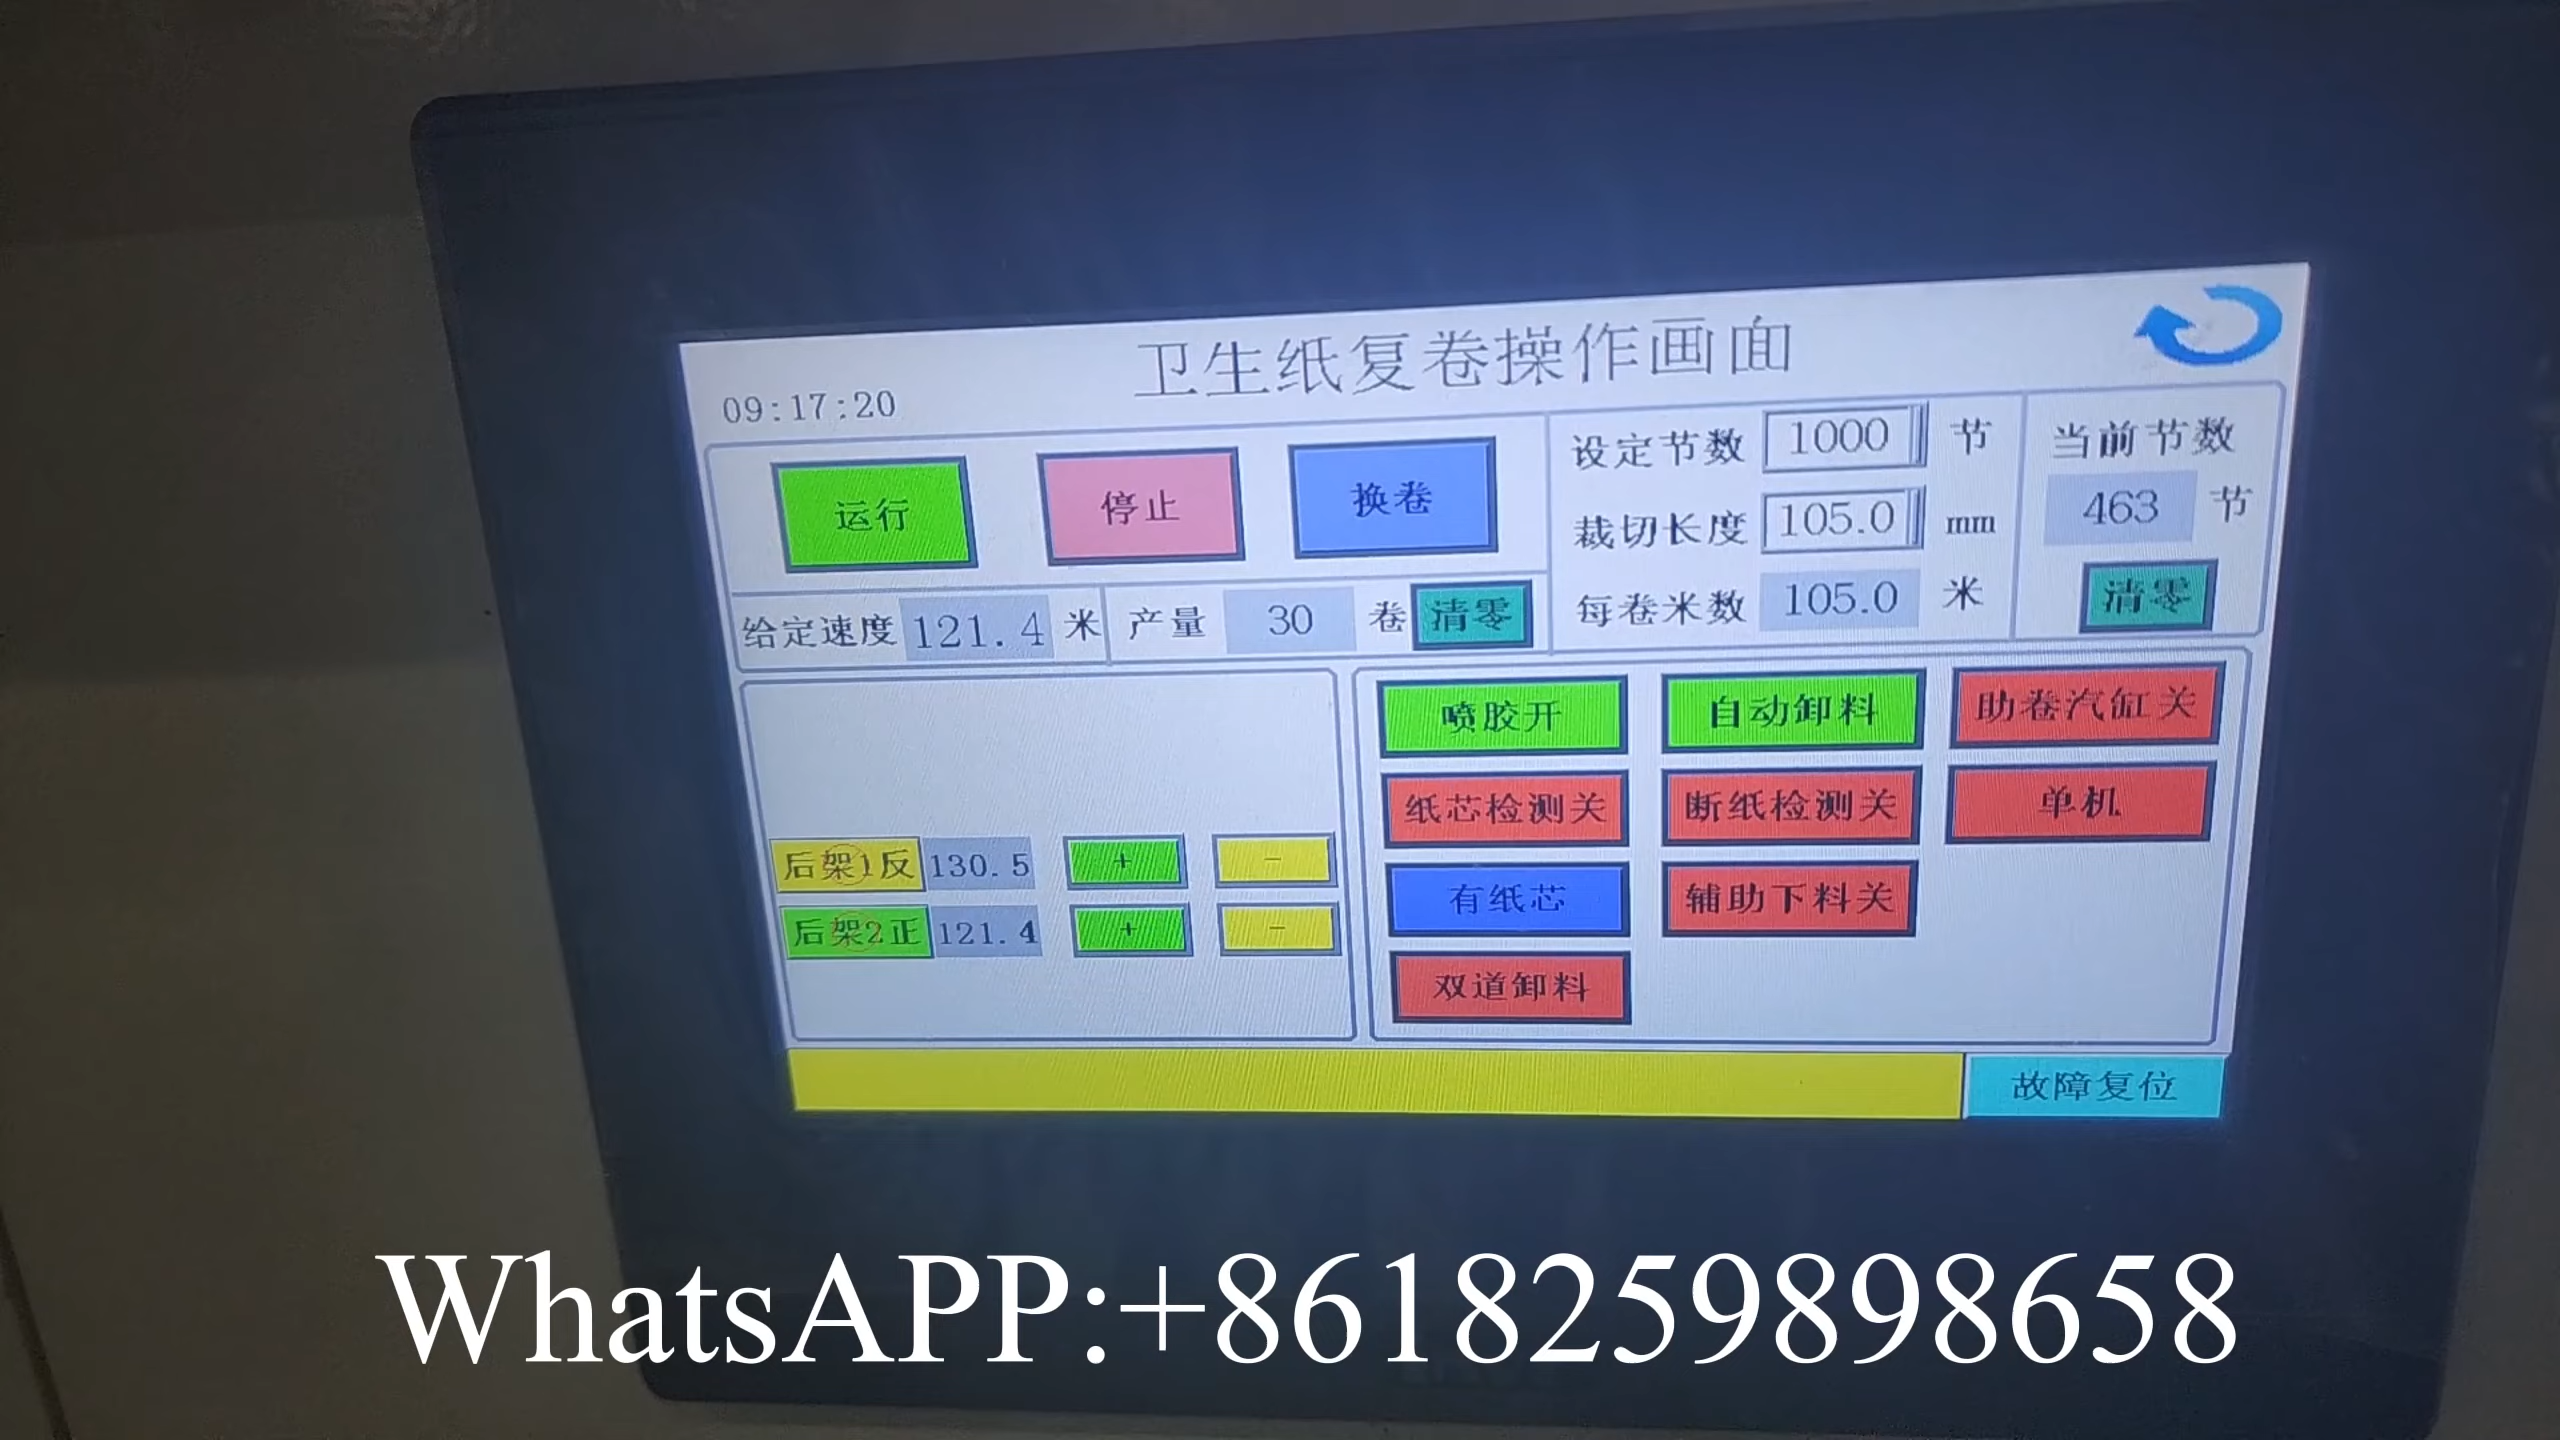 卫生纸复卷操作画面
09:17:20
运行 停止 换卷
设定节数 1000 节
裁切长度 105.0 mm
每卷米数 105.0 米
当前节数
463 节
清零
给定速度 121.4 米 产量 30 卷 清零
后架1反 130.5 + -
后架2正 121.4 + -
喷胶开 自动卸料 助卷汽缸关
纸芯检测关 断纸检测关 单机
有纸芯 辅助下料关
双道卸料
故障复位
WhatsAPP:+8618259898658